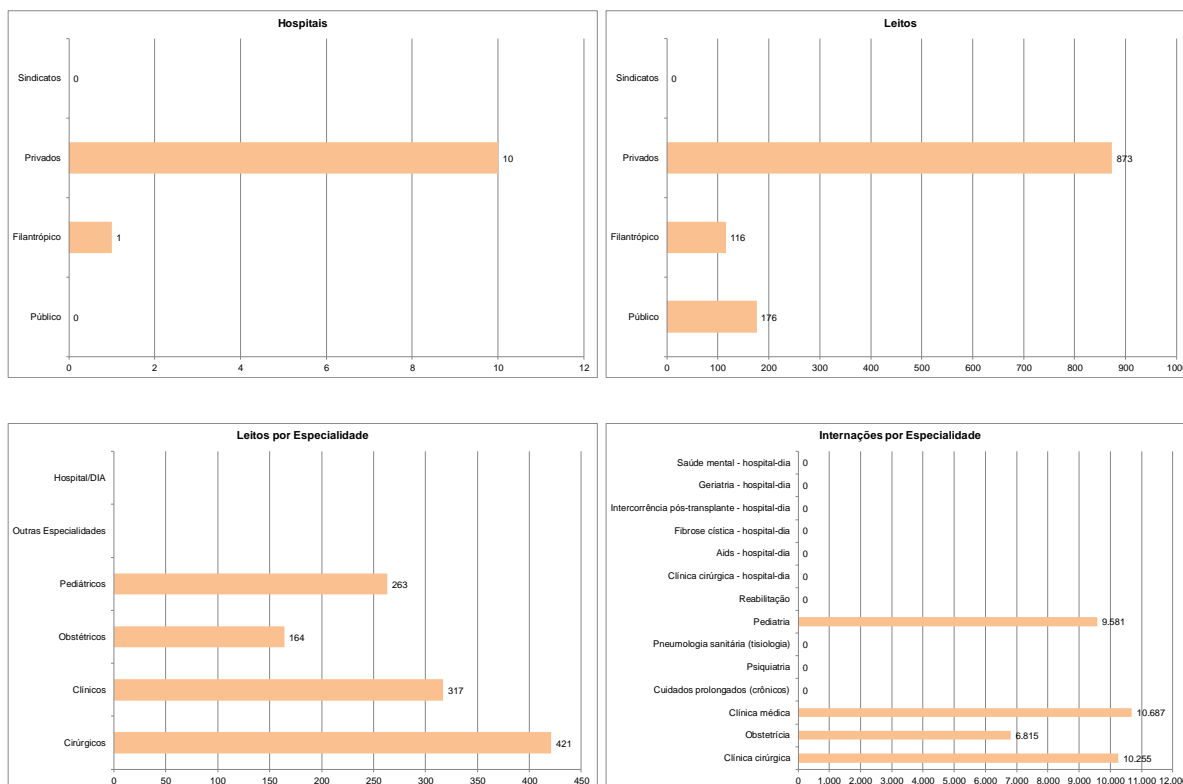 Hospitais
Sindicatos
0
Privados
10
Filantrópico
1
Público
0
0 2 4 6 8 10 12
Leitos
Sindicatos
0
Privados
873
Filantrópico
116
Público
176
0 100 200 300 400 500 600 700 800 900 1000
Leitos por Especialidade
Hospital/DIA
Outras Especialidades
Pediátricos
263
Obstétricos
164
Clínicos
317
Cirúrgicos
421
0 50 100 150 200 250 300 350 400 450
Internações por Especialidade
Saúde mental - hospital-dia
0
Geriatria - hospital-dia
0
Intercorrência pós-transplante - hospital-dia
0
Fibrose cística - hospital-dia
0
Aids - hospital-dia
0
Clínica cirúrgica - hospital-dia
0
Reabilitação
0
Pediatria
9.581
Pneumologia sanitária (tisiologia)
0
Psiquiatria
0
Cuidados prolongados (crônicos)
0
Clínica médica
10.687
Obstetrícia
6.815
Clínica cirúrgica
10.255
0 1.000 2.000 3.000 4.000 5.000 6.000 7.000 8.000 9.000 10.000 11.000 12.000